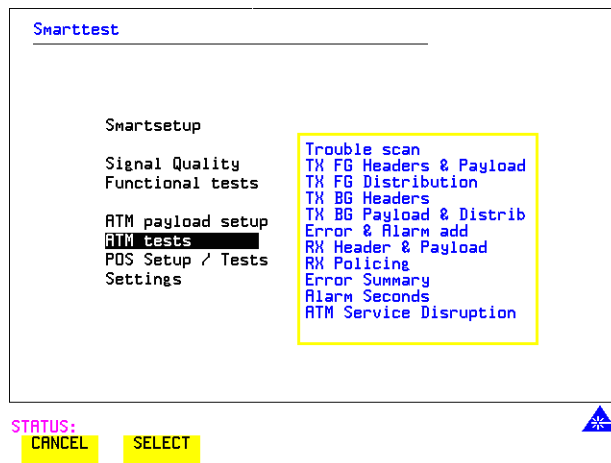 Smarttest
Smartsetup
Signal Quality
Functional tests
ATM payload setup
ATM tests
POS Setup / Tests
Settings
Trouble scan
TX FG Headers & Payload
TX FG Distribution
TX BG Headers
TX BG Payload & Distrib
Error & Alarm add
RX Header & Payload
RX Policing
Error Summary
Alarm Seconds
ATM Service Disruption
STATUS:
CANCEL SELECT